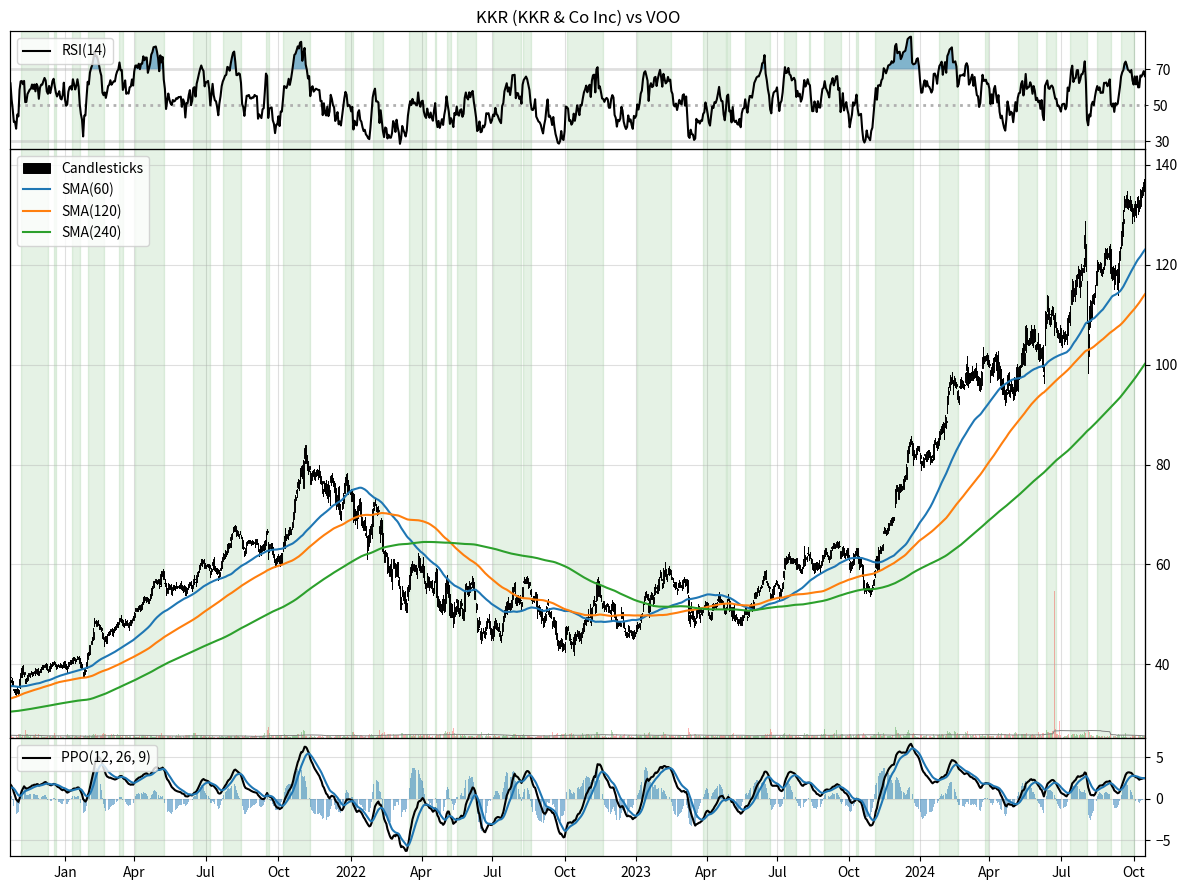 KKR (KKR & Co Inc) vs VOO
RSI(14)
70
50
30
Candlesticks
SMA(60)
SMA(120)
SMA(240)
140
120
100
80
60
40
PPO(12, 26, 9)
5
0
−5
Jan Apr Jul Oct 2022 Apr Jul Oct 2023 Apr Jul Oct 2024 Apr Jul Oct